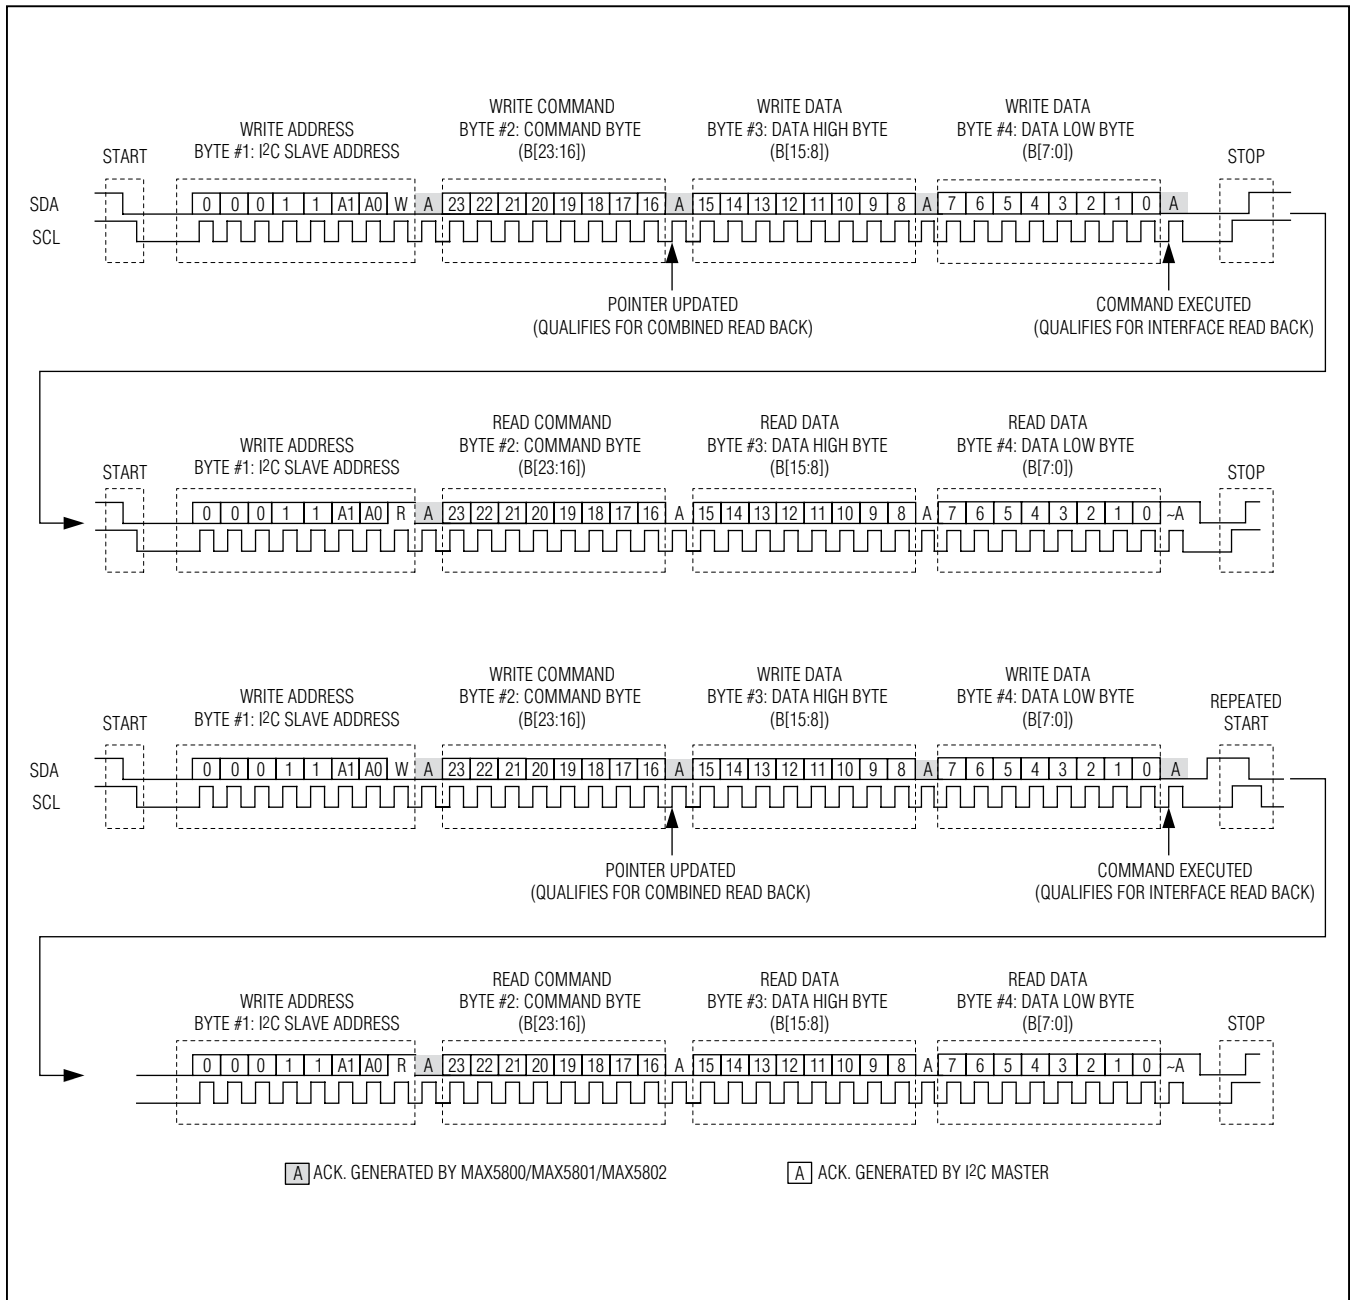 WRITE COMMAND WRITE DATA WRITE DATA
WRITE ADDRESS BYTE #2: COMMAND BYTE BYTE #3: DATA HIGH BYTE BYTE #4: DATA LOW BYTE
START BYTE #1: I²C SLAVE ADDRESS (B[23:16]) (B[15:8]) (B[7:0]) STOP
SDA 0 0 0 1 1 A1 A0 W A 23 22 21 20 19 18 17 16 A 15 14 13 12 11 10 9 8 A 7 6 5 4 3 2 1 0 A
SCL
POINTER UPDATED COMMAND EXECUTED
(QUALIFIES FOR COMBINED READ BACK) (QUALIFIES FOR INTERFACE READ BACK)
READ COMMAND READ DATA READ DATA
WRITE ADDRESS BYTE #2: COMMAND BYTE BYTE #3: DATA HIGH BYTE BYTE #4: DATA LOW BYTE
START BYTE #1: I²C SLAVE ADDRESS (B[23:16]) (B[15:8]) (B[7:0]) STOP
0 0 0 1 1 A1 A0 R A 23 22 21 20 19 18 17 16 A 15 14 13 12 11 10 9 8 A 7 6 5 4 3 2 1 0 ~A
WRITE COMMAND WRITE DATA WRITE DATA
WRITE ADDRESS BYTE #2: COMMAND BYTE BYTE #3: DATA HIGH BYTE BYTE #4: DATA LOW BYTE REPEATED
START BYTE #1: I²C SLAVE ADDRESS (B[23:16]) (B[15:8]) (B[7:0]) START
SDA 0 0 0 1 1 A1 A0 W A 23 22 21 20 19 18 17 16 A 15 14 13 12 11 10 9 8 A 7 6 5 4 3 2 1 0 A
SCL
POINTER UPDATED COMMAND EXECUTED
(QUALIFIES FOR COMBINED READ BACK) (QUALIFIES FOR INTERFACE READ BACK)
READ COMMAND READ DATA READ DATA
WRITE ADDRESS BYTE #2: COMMAND BYTE BYTE #3: DATA HIGH BYTE BYTE #4: DATA LOW BYTE
BYTE #1: I²C SLAVE ADDRESS (B[23:16]) (B[15:8]) (B[7:0]) STOP
0 0 0 1 1 A1 A0 R A 23 22 21 20 19 18 17 16 A 15 14 13 12 11 10 9 8 A 7 6 5 4 3 2 1 0 ~A
A ACK. GENERATED BY MAX5800/MAX5801/MAX5802 A ACK. GENERATED BY I²C MASTER